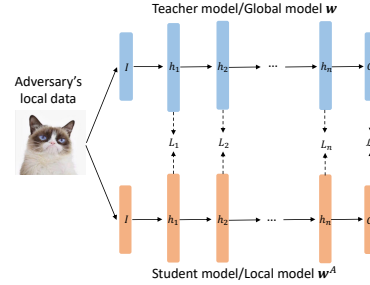 Teacher model/Global model w
I h₁ h₂ ... hₙ
Adversary's
local data
L₁ L₂ Lₙ
I h₁ h₂ ... hₙ
Student model/Local model wᴬ